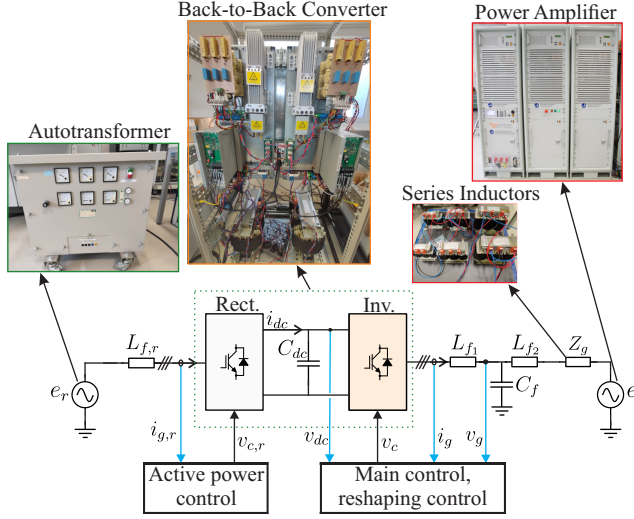 Back-to-Back Converter
Power Amplifier
Autotransformer
Series Inductors
Rect.
Inv.
i_{dc}
L_{f,r}
C_{dc}
L_{f_1}
L_{f_2}
Z_g
C_f
e_r
e
i_{g,r}
v_{c,r}
v_{dc}
v_c
i_g
v_g
Active power
control
Main control,
reshaping control